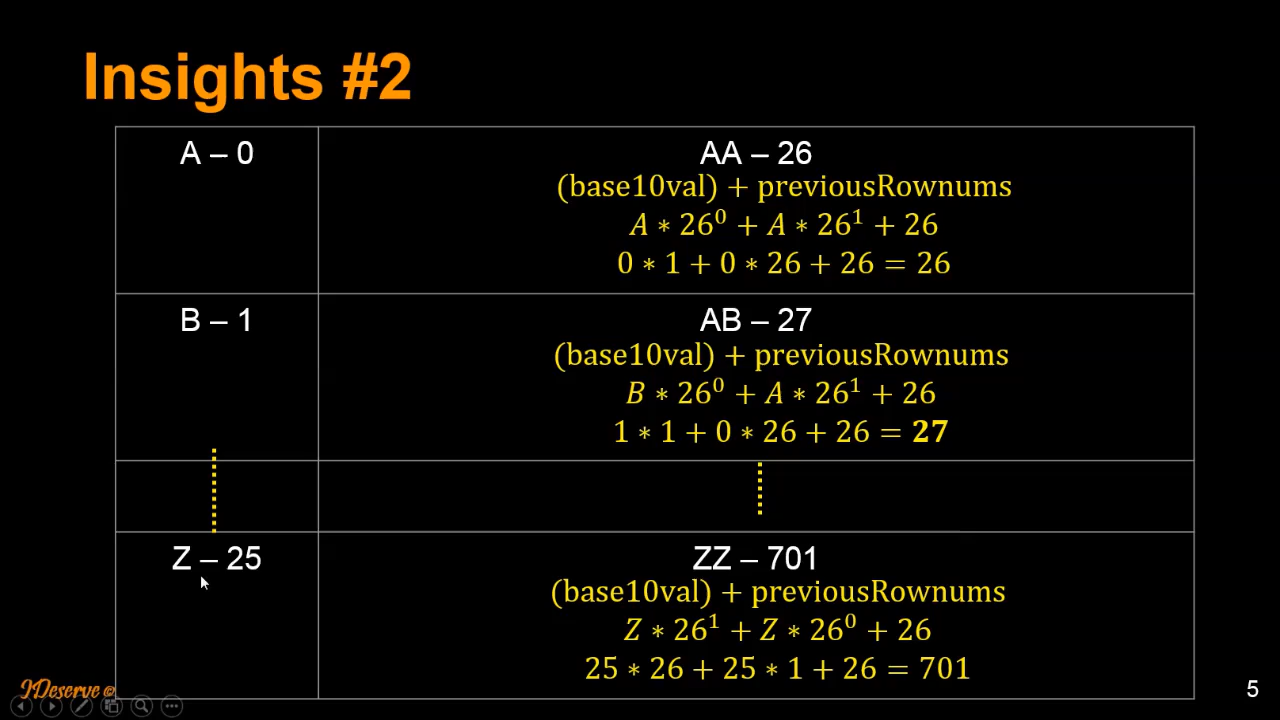 Insights #2
A – 0
AA – 26
(base10val) + previousRownums
A ∗ 26⁰ + A ∗ 26¹ + 26
0 ∗ 1 + 0 ∗ 26 + 26 = 26
B – 1
AB – 27
(base10val) + previousRownums
B ∗ 26⁰ + A ∗ 26¹ + 26
1 ∗ 1 + 0 ∗ 26 + 26 = 27
Z – 25
ZZ – 701
(base10val) + previousRownums
Z ∗ 26¹ + Z ∗ 26⁰ + 26
25 ∗ 26 + 25 ∗ 1 + 26 = 701
IDeserve ©
5